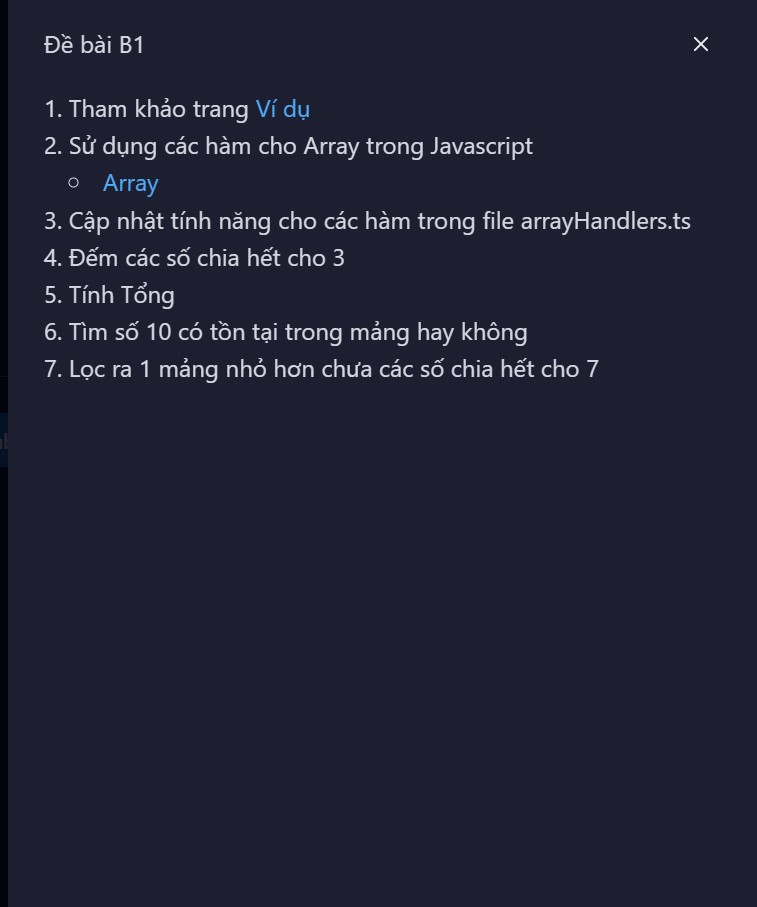 Đề bài B1
1. Tham khảo trang Ví dụ
2. Sử dụng các hàm cho Array trong Javascript
Array
3. Cập nhật tính năng cho các hàm trong file arrayHandlers.ts
4. Đếm các số chia hết cho 3
5. Tính Tổng
6. Tìm số 10 có tồn tại trong mảng hay không
7. Lọc ra 1 mảng nhỏ hơn chưa các số chia hết cho 7